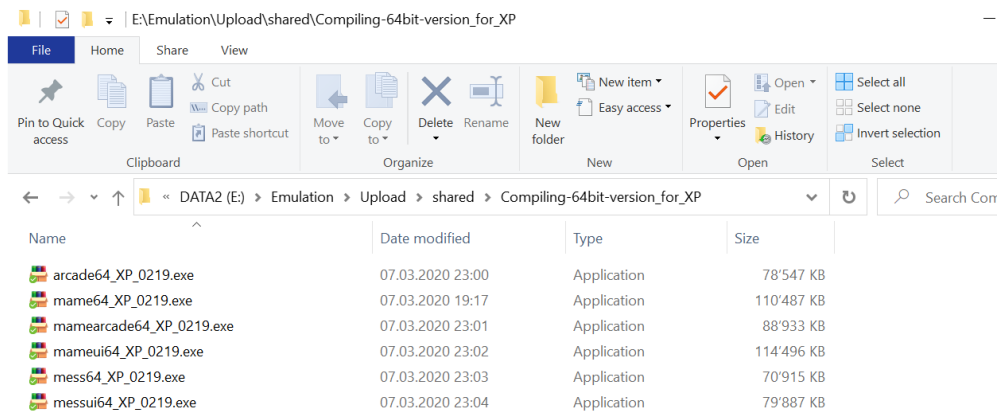 E:\Emulation\Upload\shared\Compiling-64bit-version_for_XP
File Home Share View
Pin to Quick access
Copy
Paste
Cut
Copy path
Paste shortcut
Clipboard
Move to
Copy to
Delete
Rename
Organize
New folder
New item
Easy access
New
Properties
Open
Edit
History
Open
Select all
Select none
Invert selection
Select
« DATA2 (E:) > Emulation > Upload > shared > Compiling-64bit-version_for_XP
Search Com
Name Date modified Type Size
arcade64_XP_0219.exe 07.03.2020 23:00 Application 78'547 KB
mame64_XP_0219.exe 07.03.2020 19:17 Application 110'487 KB
mamearcade64_XP_0219.exe 07.03.2020 23:01 Application 88'933 KB
mameui64_XP_0219.exe 07.03.2020 23:02 Application 114'496 KB
mess64_XP_0219.exe 07.03.2020 23:03 Application 70'915 KB
messui64_XP_0219.exe 07.03.2020 23:04 Application 79'887 KB